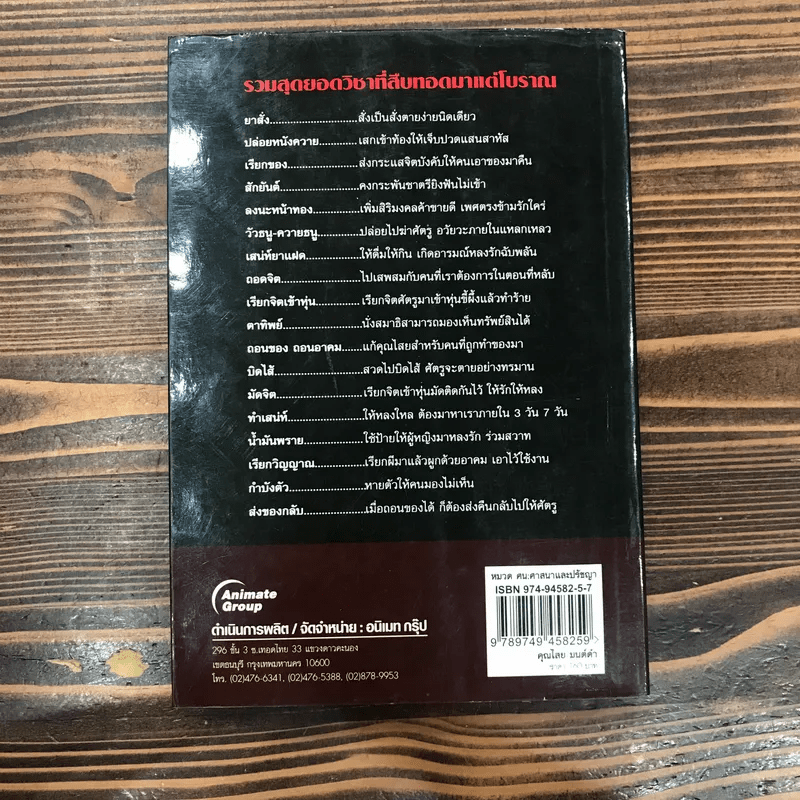 รวมสุดยอดวิชาที่สืบทอดมาแต่โบราณ
ยาสั่ง..............................สั่งเป็นสั่งตายง่ายนิดเดียว
ปล่อยหนังควาย.............เสกเข้าท้องให้เจ็บปวดแสนสาหัส
เรียกของ........................ส่งกระแสจิตบังคับให้คนเอาของมาคืน
สักยันต์...........................คงกระพันชาตรียิงฟันไม่เข้า
ลงนะหน้าทอง................เพิ่มสิริมงคลค้าขายดี เพศตรงข้ามรักใคร่
วัวธนู-ควายธนู..............ปล่อยไปฆ่าศัตรู อวัยวะภายในแหลกเหลว
เสน่ห์ยาแฝด..................ให้ดื่มให้กิน เกิดอารมณ์หลงรักฉับพลัน
ถอดจิต...........................ไปเสพสมกับคนที่เราต้องการในตอนที่หลับ
เรียกจิตเข้าหุ่น...............เรียกจิตศัตรูมาเข้าหุ่นขี้ผึ้งแล้วทำร้าย
ตาทิพย์...........................นั่งสมาธิสามารถมองเห็นทรัพย์สินได้
ถอนของ ถอนอาคม.......แก้คุณไสยสำหรับคนที่ถูกทำของมา
บิดไส้..............................สวดไปบิดไส้ ศัตรูจะตายอย่างทรมาน
มัดจิต..............................เรียกจิตเข้าหุ่นมัดติดกันไว้ ให้รักให้หลง
ทำเสน่ห์..........................ให้หลงใหล ต้องมาหาเราภายใน 3 วัน 7 วัน
น้ำมันพราย....................ใช้ป้ายให้ผู้หญิงมาหลงรัก ร่วมสวาท
เรียกวิญญาณ.................เรียกผีมาแล้วผูกด้วยอาคม เอาไว้ใช้งาน
กำบังตัว..........................หายตัวให้คนมองไม่เห็น
ส่งของกลับ.....................เมื่อถอนของได้ ก็ต้องส่งคืนกลับไปให้ศัตรู
Animate
Group
ดำเนินการผลิต / จัดจำหน่าย : อนิเมท กรุ๊ป
296 ชั้น 3 ซ.เทอดไทย 33 แขวงดาวคะนอง
เขตธนบุรี กรุงเทพมหานคร 10600
โทร. (02)476-6341, (02)476-5388, (02)878-9953
หมวด ศน:ศาสนาและปรัชญา
ISBN 974-94582-5-7
9 789749 458259 >
คุณไสย มนต์ดำ